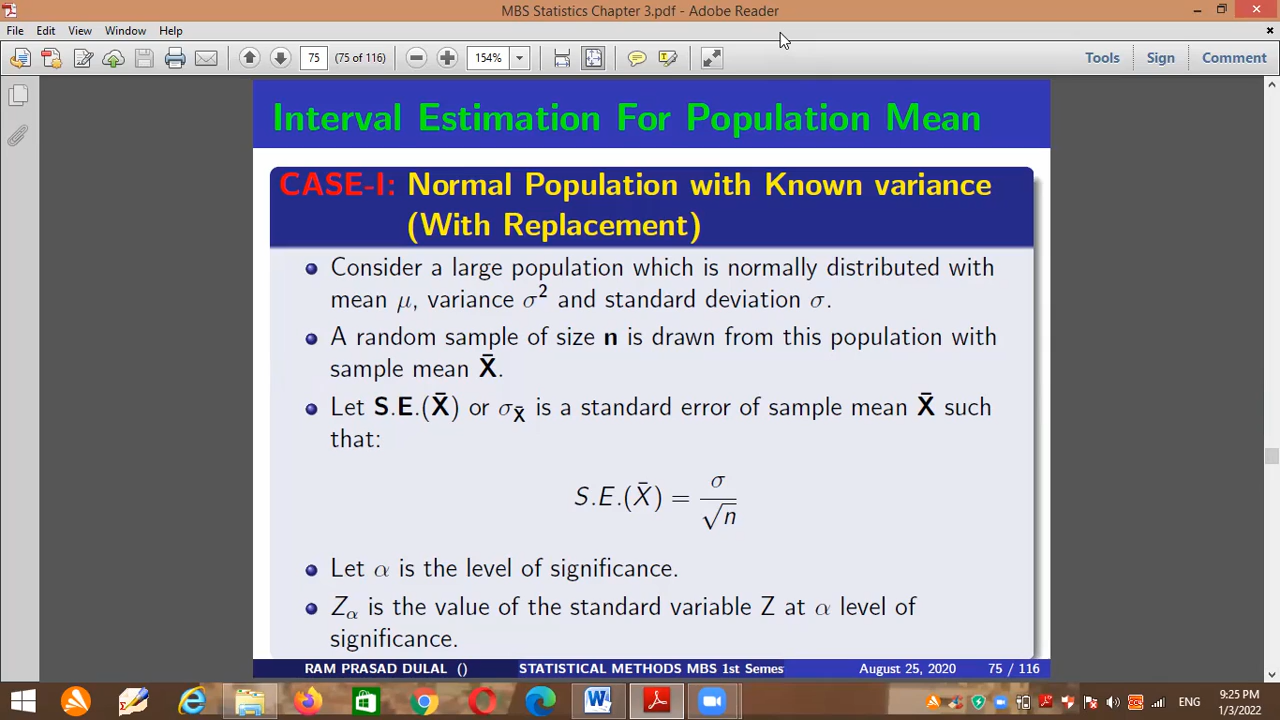 MBS Statistics Chapter 3.pdf - Adobe Reader
File Edit View Window Help
75 (75 of 116) 154% Tools Sign Comment
Interval Estimation For Population Mean
CASE-I: Normal Population with Known variance
(With Replacement)
Consider a large population which is normally distributed with
mean μ, variance σ² and standard deviation σ.
A random sample of size n is drawn from this population with
sample mean X̄.
Let S.E.(X̄) or σ_X̄ is a standard error of sample mean X̄ such
that:
S.E.(X̄) = σ/√n
Let α is the level of significance.
Z_α is the value of the standard variable Z at α level of
significance.
RAM PRASAD DULAL () STATISTICAL METHODS MBS 1st Semes August 25, 2020 75 / 116
ENG 9:25 PM
1/3/2022